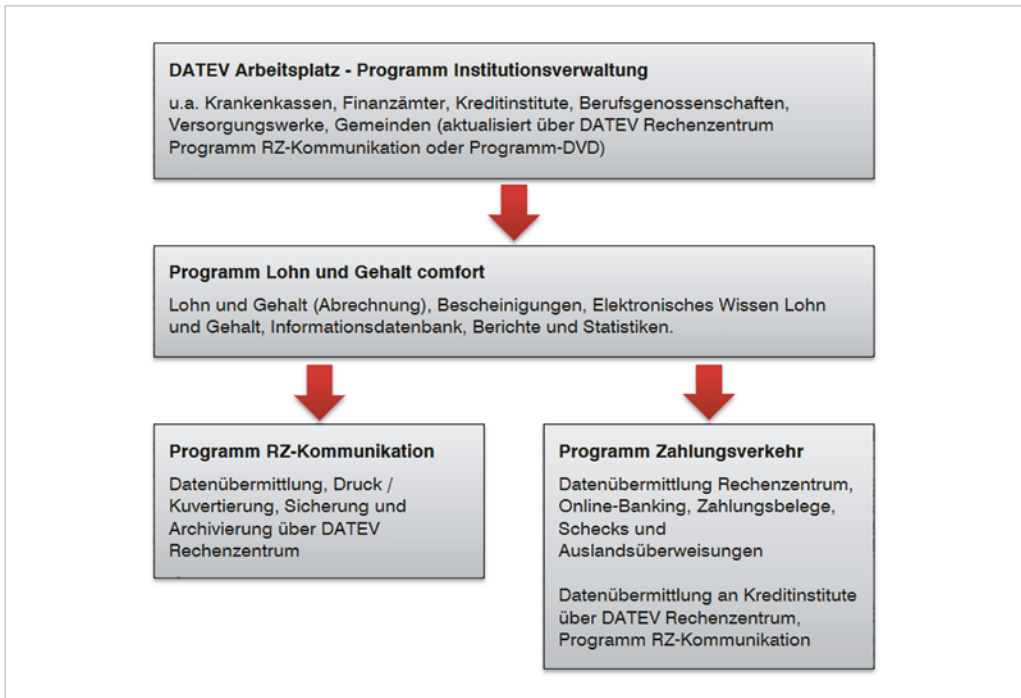 DATEV Arbeitsplatz - Programm Institutionsverwaltung
u.a. Krankenkassen, Finanzämter, Kreditinstitute, Berufsgenossenschaften,
Versorgungswerke, Gemeinden (aktualisiert über DATEV Rechenzentrum
Programm RZ-Kommunikation oder Programm-DVD)
Programm Lohn und Gehalt comfort
Lohn und Gehalt (Abrechnung), Bescheinigungen, Elektronisches Wissen Lohn
und Gehalt, Informationsdatenbank, Berichte und Statistiken.
Programm RZ-Kommunikation
Datenübermittlung, Druck /
Kuvertierung, Sicherung und
Archivierung über DATEV
Rechenzentrum
Programm Zahlungsverkehr
Datenübermittlung Rechenzentrum,
Online-Banking, Zahlungsbelege,
Schecks und
Auslandsüberweisungen
Datenübermittlung an Kreditinstitute
über DATEV Rechenzentrum,
Programm RZ-Kommunikation